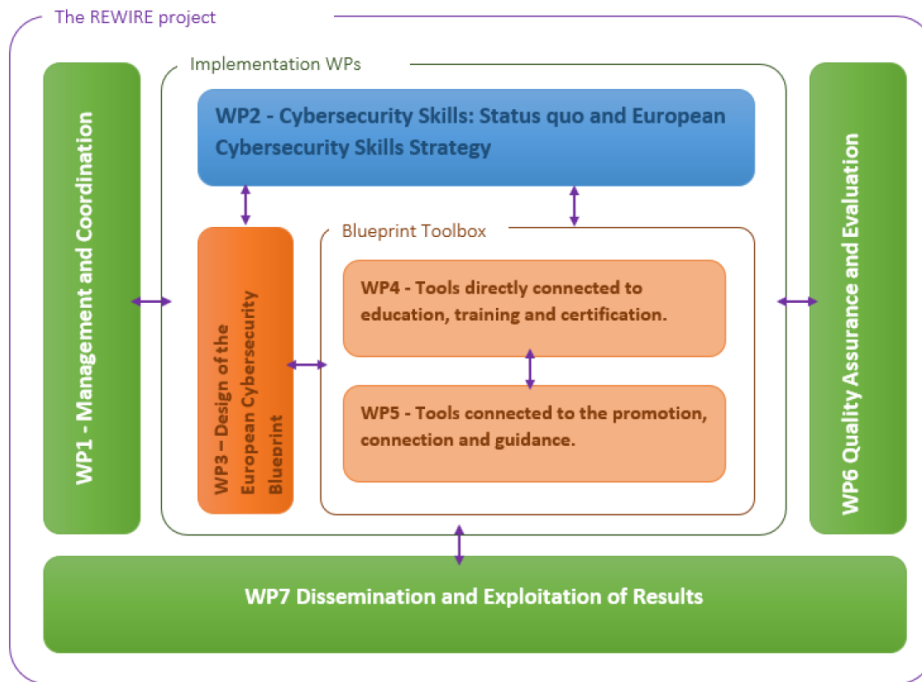 The REWIRE project
Implementation WPs
WP1 - Management and Coordination
WP2 - Cybersecurity Skills: Status quo and European
Cybersecurity Skills Strategy
WP3 – Design of the
European Cybersecurity
Blueprint
Blueprint Toolbox
WP4 - Tools directly connected to
education, training and certification.
WP5 - Tools connected to the promotion,
connection and guidance.
WP6 Quality Assurance and Evaluation
WP7 Dissemination and Exploitation of Results